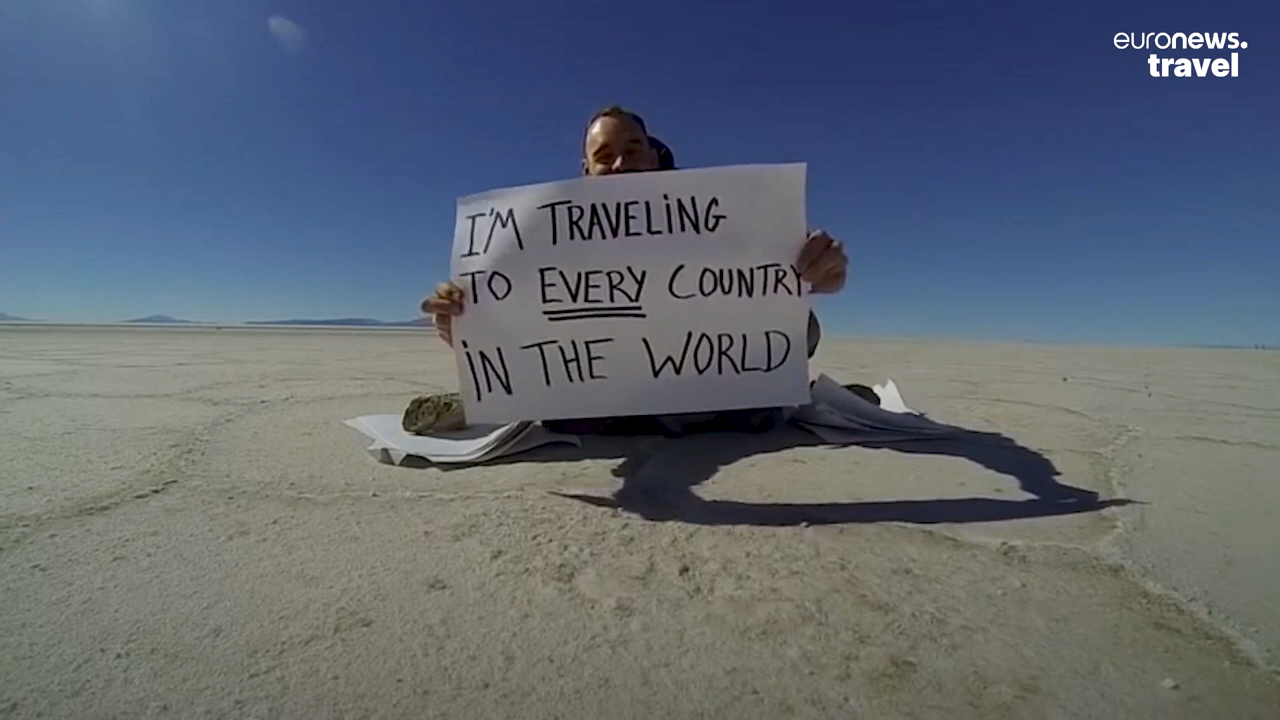 euronews.
travel
I'M TRAVELING
TO EVERY COUNTRY
IN THE WORLD